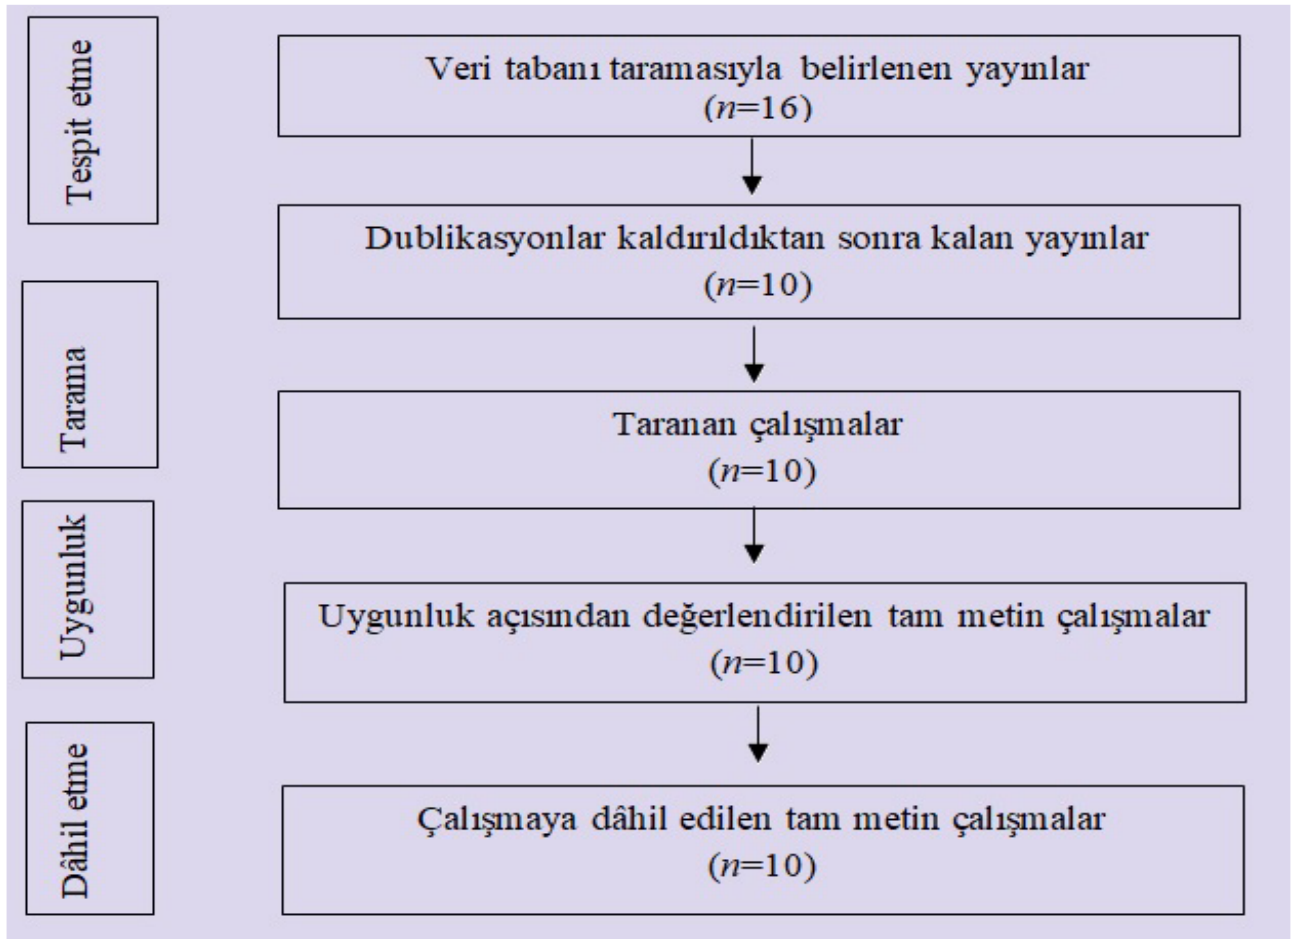 Tespit etme
Veri tabanı taramasıyla belirlenen yayınlar
(n=16)
Dublikasyonlar kaldırıldıktan sonra kalan yayınlar
(n=10)
Tarama
Taranan çalışmalar
(n=10)
Uygunluk
Uygunluk açısından değerlendirilen tam metin çalışmalar
(n=10)
Dâhil etme
Çalışmaya dâhil edilen tam metin çalışmalar
(n=10)